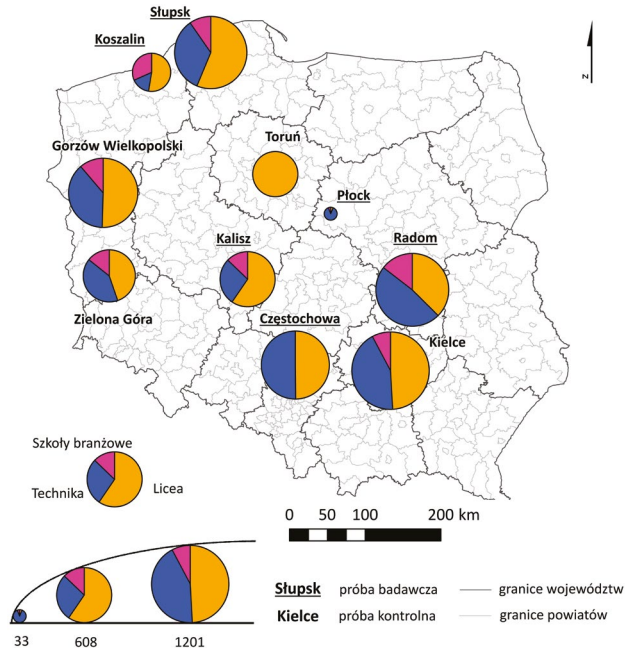 Słupsk
Koszalin
N
Gorzów Wielkopolski
Toruń
Płock
Kalisz
Radom
Zielona Góra
Częstochowa
Kielce
Szkoły branżowe
Technika
Licea
0 50 100 200 km
Słupsk próba badawcza granice województw
Kielce próba kontrolna granice powiatów
33 608 1201